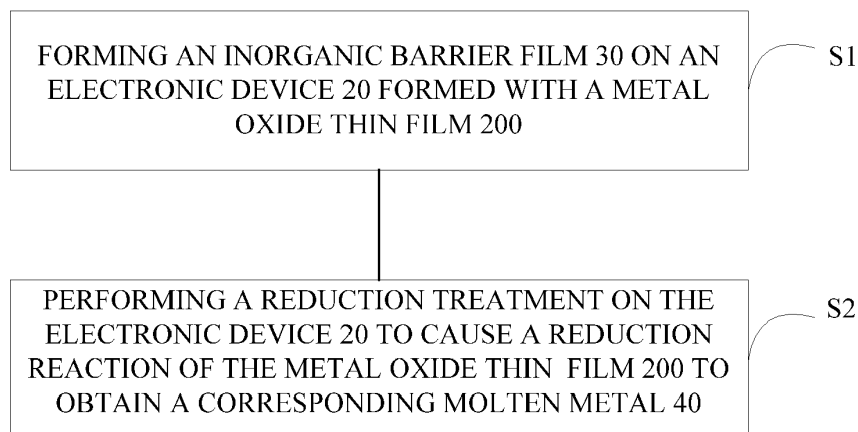 FORMING AN INORGANIC BARRIER FILM 30 ON AN
ELECTRONIC DEVICE 20 FORMED WITH A METAL
OXIDE THIN FILM 200
S1
PERFORMING A REDUCTION TREATMENT ON THE
ELECTRONIC DEVICE 20 TO CAUSE A REDUCTION
REACTION OF THE METAL OXIDE THIN FILM 200 TO
OBTAIN A CORRESPONDING MOLTEN METAL 40
S2